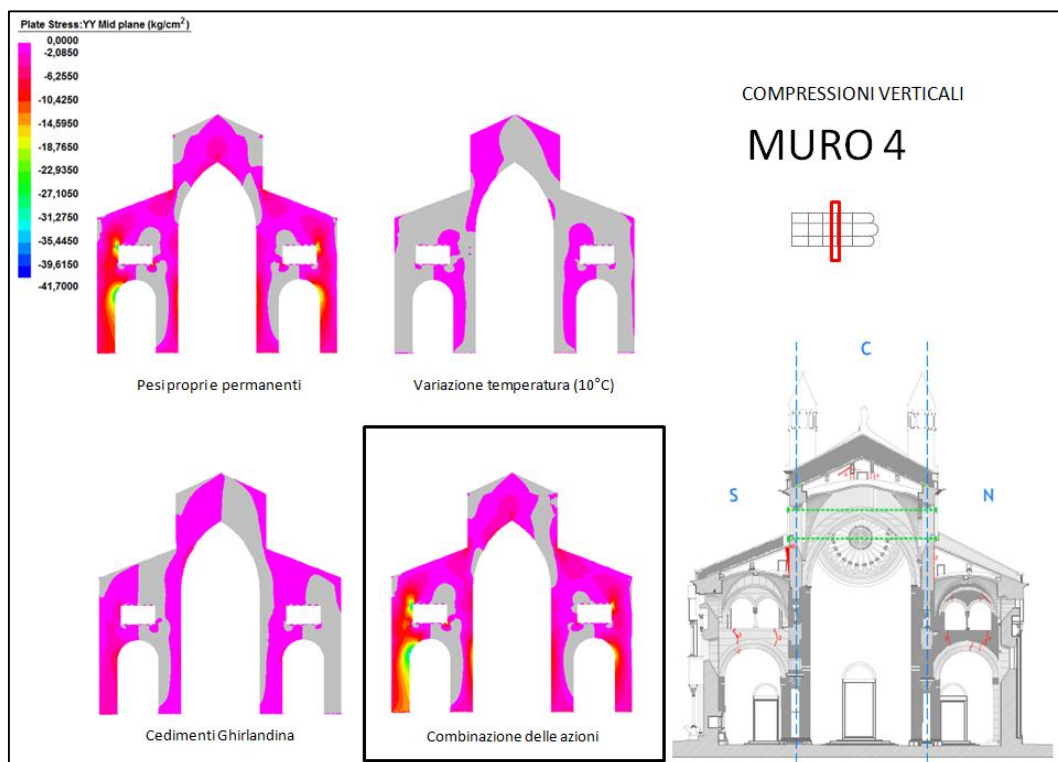 Plate Stress:YY Mid plane (kg/cm²)
0,0000
-2,0850
-6,2550
-10,4250
-14,5950
-18,7650
-22,9350
-27,1050
-31,2750
-35,4450
-39,6150
-41,7000
COMPRESSIONI VERTICALI
MURO 4
Pesi propri e permanenti
Variazione temperatura (10°C)
C
S
N
Cedimenti Ghirlandina
Combinazione delle azioni